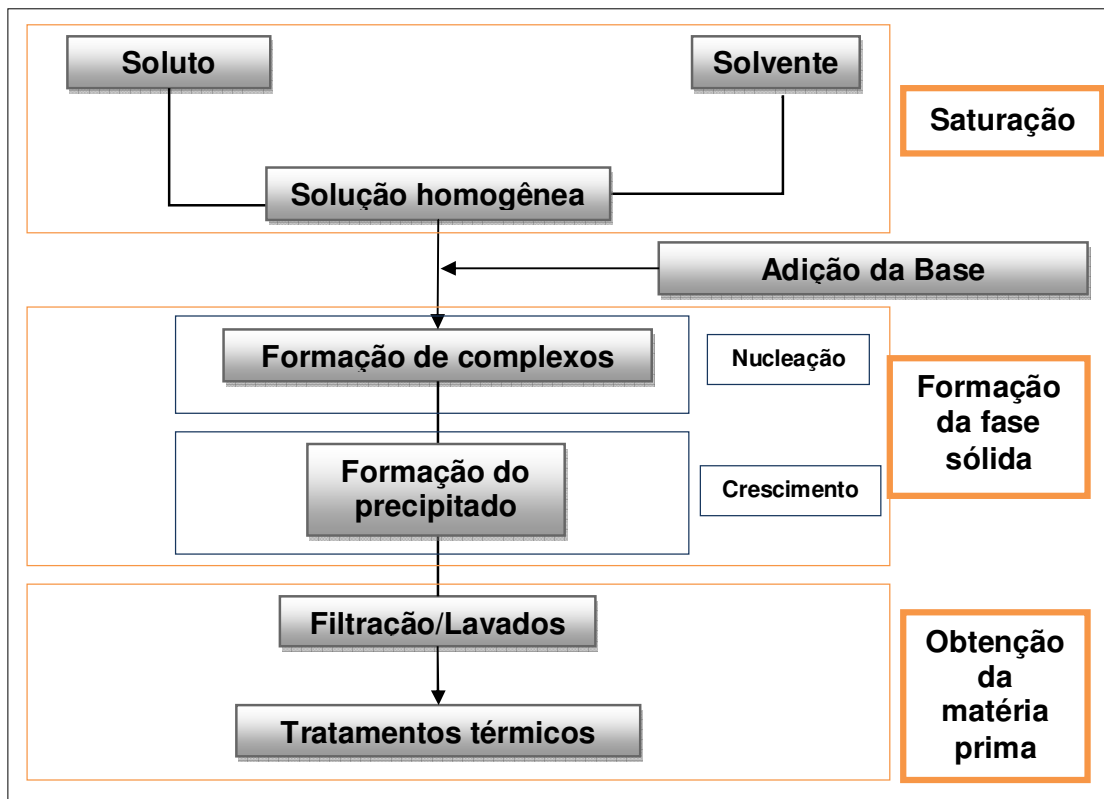 Soluto
Solvente
Saturação
Solução homogênea
Adição da Base
Formação de complexos
Nucleação
Formação
da fase
sólida
Formação do
precipitado
Crescimento
Filtração/Lavados
Obtenção
da
matéria
prima
Tratamentos térmicos